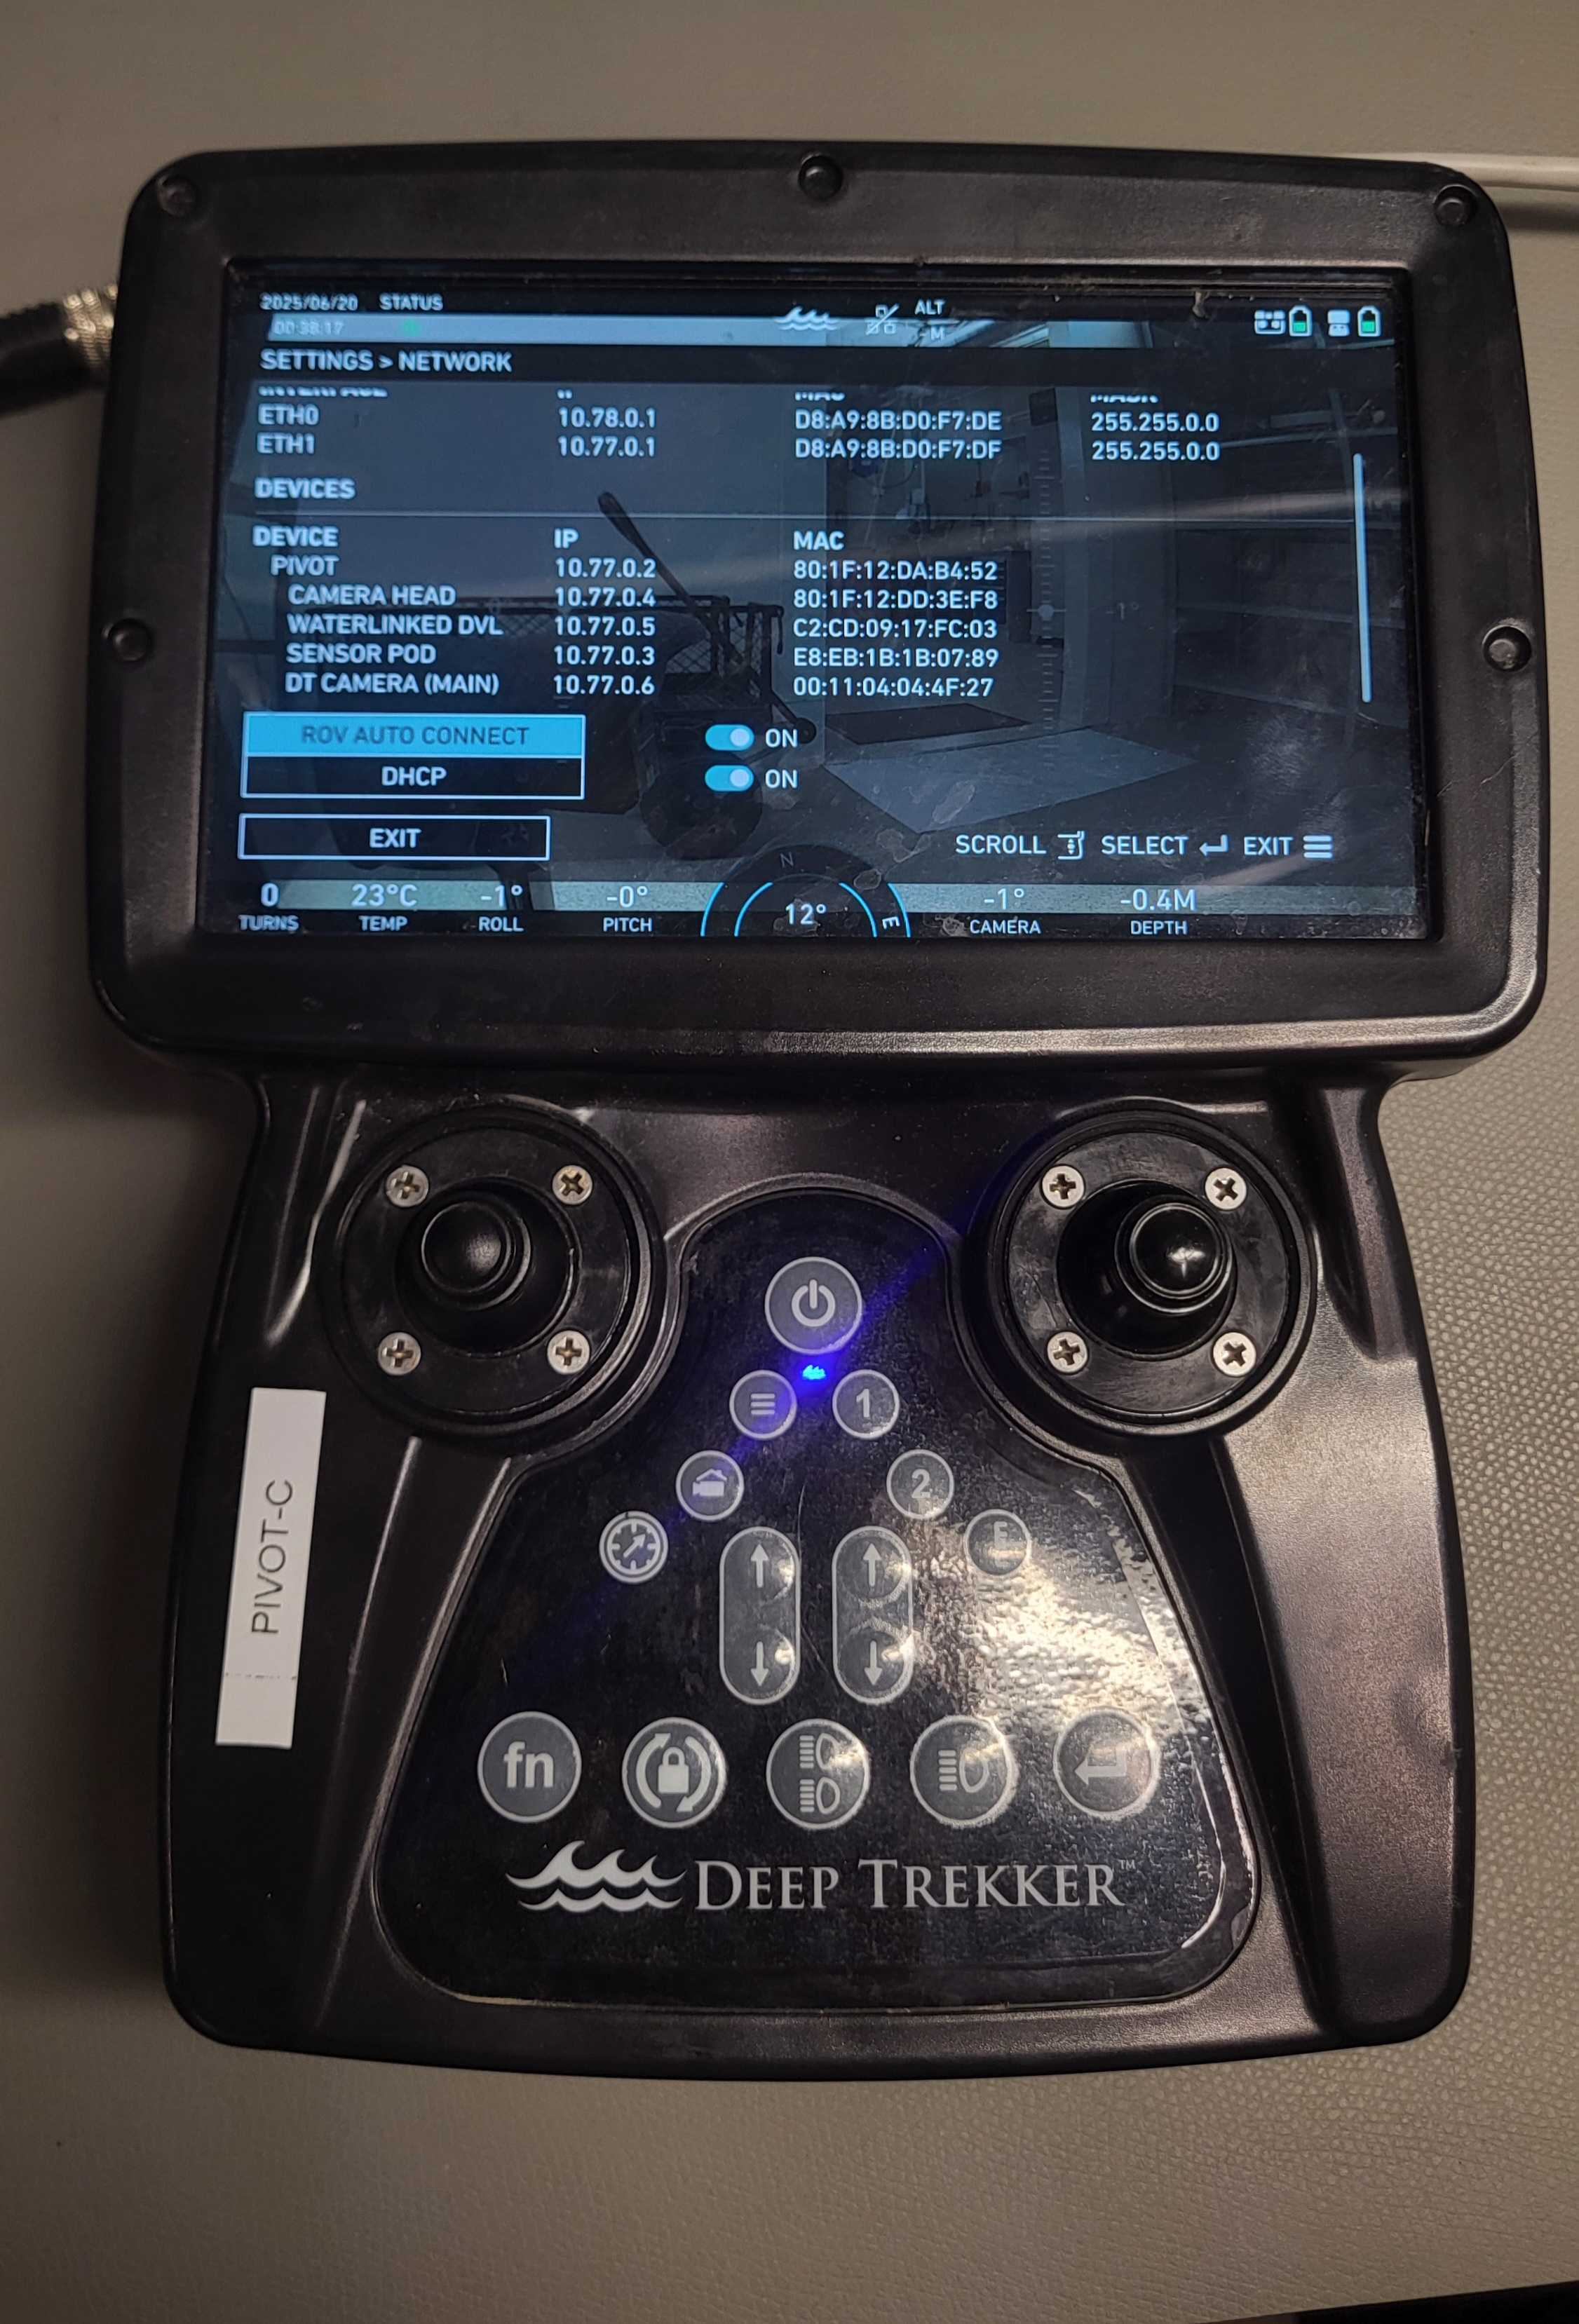 2025/06/20 STATUS
00:38:17
ALT
M
SETTINGS > NETWORK
INTERFACE IP MAC MASK
ETH0 10.78.0.1 D8:A9:8B:D0:F7:DE 255.255.0.0
ETH1 10.77.0.1 D8:A9:8B:D0:F7:DF 255.255.0.0
DEVICES
DEVICE IP MAC
PIVOT 10.77.0.2 80:1F:12:DA:B4:52
CAMERA HEAD 10.77.0.4 80:1F:12:DD:3E:F8
WATERLINKED DVL 10.77.0.5 C2:CD:09:17:FC:03
SENSOR POD 10.77.0.3 E8:EB:1B:1B:07:89
DT CAMERA (MAIN) 10.77.0.6 00:11:04:04:4F:27
-1°
ROV AUTO CONNECT ON
DHCP ON
EXIT
SCROLL SELECT EXIT
N
E
0 23°C -1° -0° 12° -1° -0.4M
TURNS TEMP ROLL PITCH CAMERA DEPTH
1
2
E
PIVOT-C
fn
DEEP TREKKER™